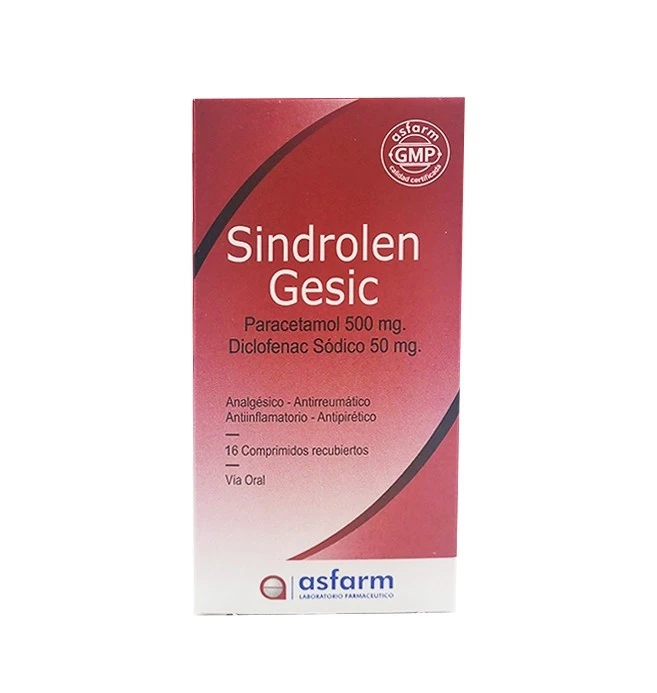 asfarm
GMP
calidad certificada
Sindrolen
Gesic
Paracetamol 500 mg.
Diclofenac Sódico 50 mg.
Analgésico - Antirreumático
Antiinflamatorio - Antipirético
16 Comprimidos recubiertos
Vía Oral
asfarm
LABORATORIO FARMACEUTICO